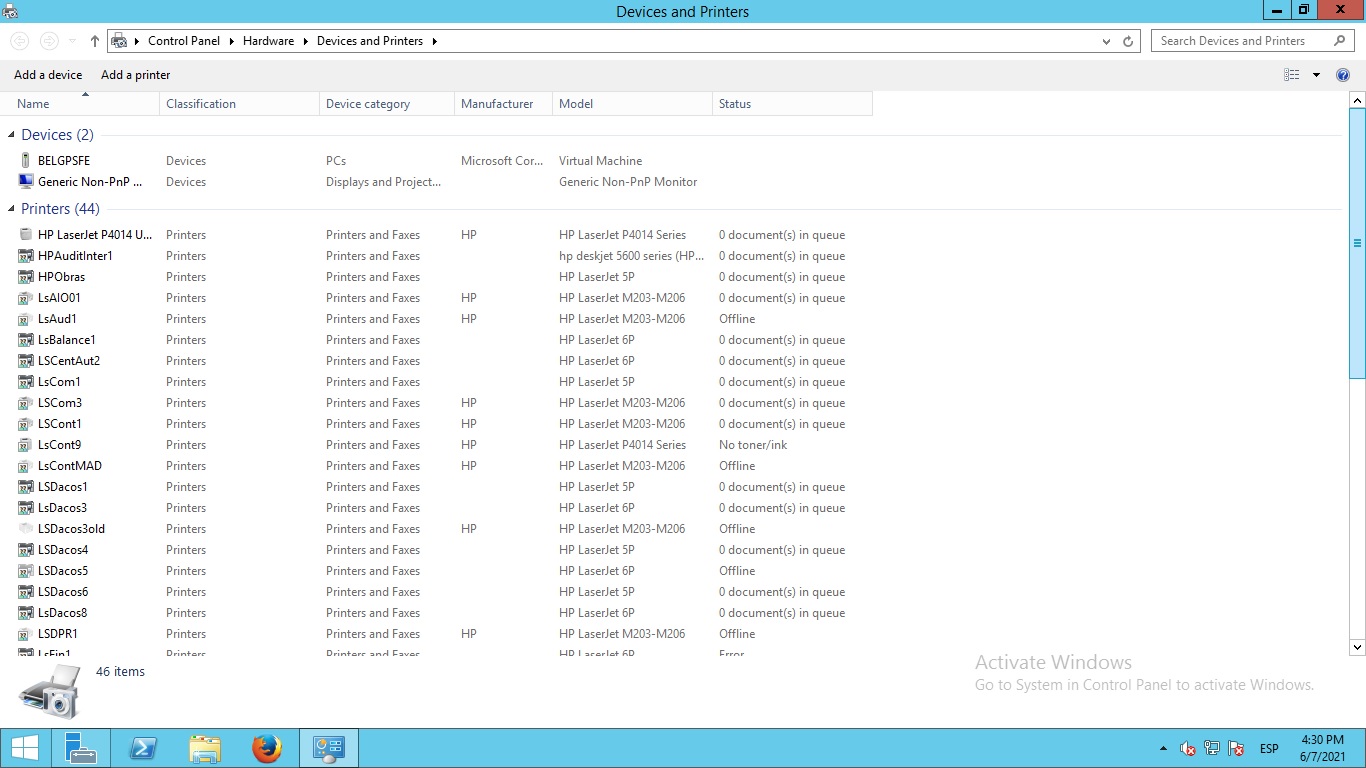 Devices and Printers
Control Panel Hardware Devices and Printers Search Devices and Printers
Add a device Add a printer
Name Classification Device category Manufacturer Model Status
Devices (2)
BELGPSFE Devices PCs Microsoft Cor... Virtual Machine
Generic Non-PnP ... Devices Displays and Project... Generic Non-PnP Monitor
Printers (44)
HP LaserJet P4014 U... Printers Printers and Faxes HP HP LaserJet P4014 Series 0 document(s) in queue
HPAuditInter1 Printers Printers and Faxes hp deskjet 5600 series (HP... 0 document(s) in queue
HPObras Printers Printers and Faxes HP LaserJet 5P 0 document(s) in queue
LsAIO01 Printers Printers and Faxes HP HP LaserJet M203-M206 0 document(s) in queue
LsAud1 Printers Printers and Faxes HP HP LaserJet M203-M206 Offline
LsBalance1 Printers Printers and Faxes HP LaserJet 6P 0 document(s) in queue
LSCentAut2 Printers Printers and Faxes HP LaserJet 6P 0 document(s) in queue
LsCom1 Printers Printers and Faxes HP LaserJet 5P 0 document(s) in queue
LSCom3 Printers Printers and Faxes HP HP LaserJet M203-M206 0 document(s) in queue
LSCont1 Printers Printers and Faxes HP HP LaserJet M203-M206 0 document(s) in queue
LsCont9 Printers Printers and Faxes HP HP LaserJet P4014 Series No toner/ink
LsContMAD Printers Printers and Faxes HP HP LaserJet M203-M206 Offline
LSDacos1 Printers Printers and Faxes HP LaserJet 5P 0 document(s) in queue
LsDacos3 Printers Printers and Faxes HP LaserJet 6P 0 document(s) in queue
LSDacos3old Printers Printers and Faxes HP HP LaserJet M203-M206 Offline
LSDacos4 Printers Printers and Faxes HP LaserJet 5P 0 document(s) in queue
LSDacos5 Printers Printers and Faxes HP LaserJet 6P Offline
LSDacos6 Printers Printers and Faxes HP LaserJet 5P 0 document(s) in queue
LsDacos8 Printers Printers and Faxes HP LaserJet 6P 0 document(s) in queue
LSDPR1 Printers Printers and Faxes HP HP LaserJet M203-M206 Offline
LsFin1 Printers Printers and Faxes HP LaserJet 6P Error
46 items
Activate Windows
Go to System in Control Panel to activate Windows.
ESP 4:30 PM
6/7/2021